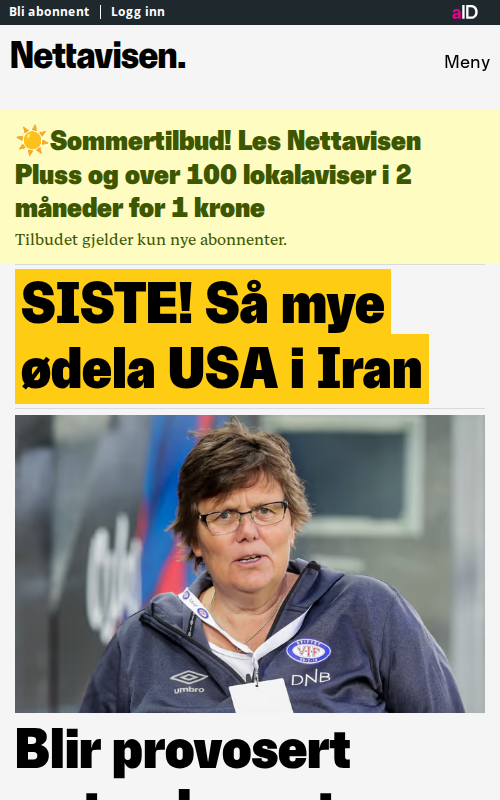 Bli abonnent | Logg inn
aID
Nettavisen.
Meny
☀️Sommertilbud! Les Nettavisen
Pluss og over 100 lokalaviser i 2
måneder for 1 krone
Tilbudet gjelder kun nye abonnenter.
SISTE! Så mye
ødela USA i Iran
VIF
umbro
DNB
Blir provosert